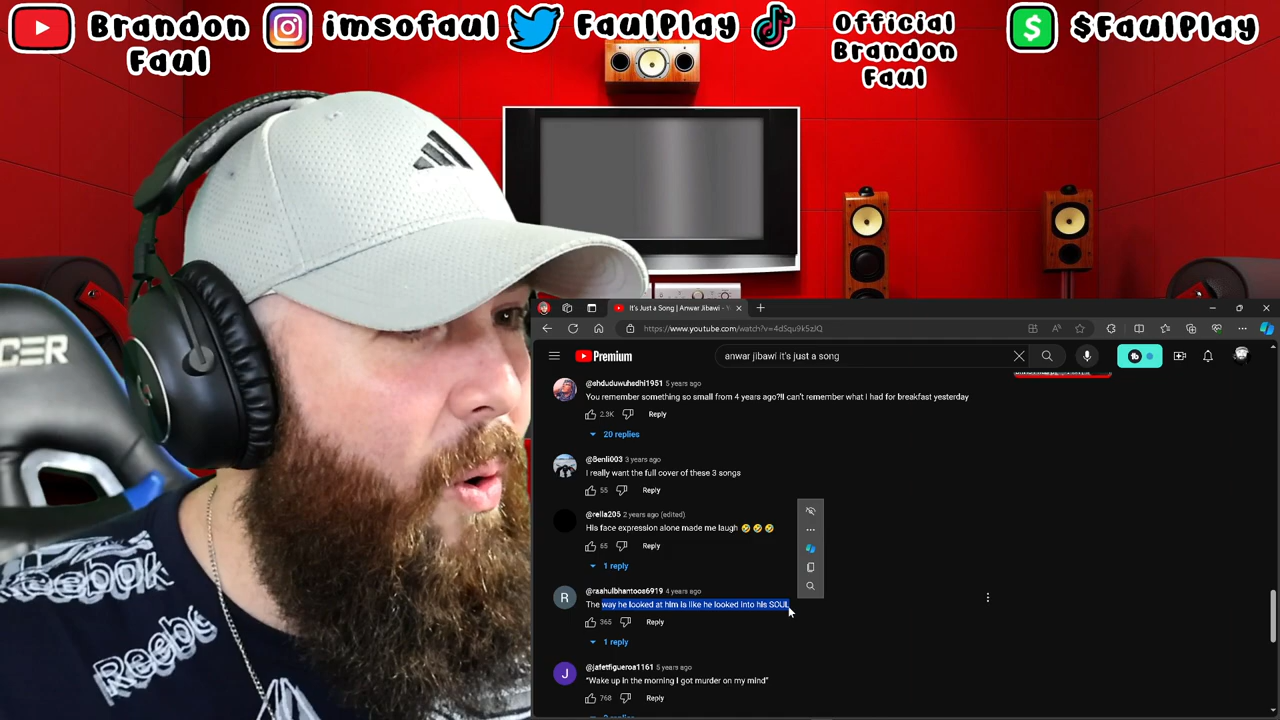 Brandon Faul
imsofaul
FaulPlay
Official
Brandon
Faul
$FaulPlay
CER
Reebok
Reebo
It's Just a Song | Anwar Jibawi -
https://www.youtube.com/watch?v=4dSqu9k5zJQ
Premium
anwar jibawi it's just a song
@shduduwuhsdhi1951 5 years ago
You remember something so small from 4 years ago?!I can't remember what I had for breakfast yesterday
2.3K Reply
20 replies
@Benli003 3 years ago
I really want the full cover of these 3 songs
55 Reply
@rella205 2 years ago (edited)
His face expression alone made me laugh 🤣🤣🤣
65 Reply
1 reply
R
@raahulbhantoos6919 4 years ago
The way he looked at him is like he looked into his SOUL
365 Reply
1 reply
J
@jafetfigueroa1161 5 years ago
"Wake up in the morning I got murder on my mind"
768 Reply